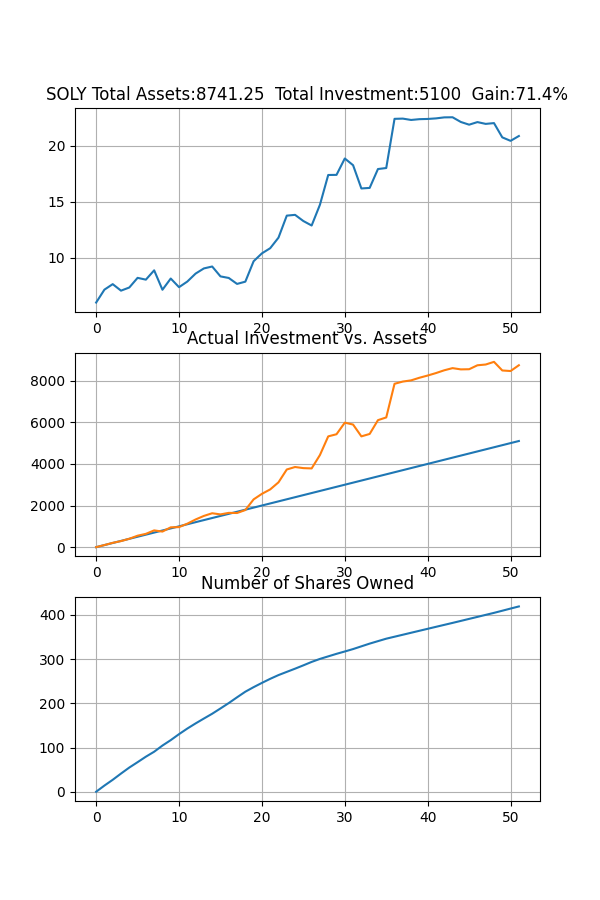 SOLY Total Assets:8741.25  Total Investment:5100  Gain:71.4%
20
15
10
0 10 20 30 40 50
Actual Investment vs. Assets
8000
6000
4000
2000
0
0 10 20 30 40 50
Number of Shares Owned
400
300
200
100
0
0 10 20 30 40 50